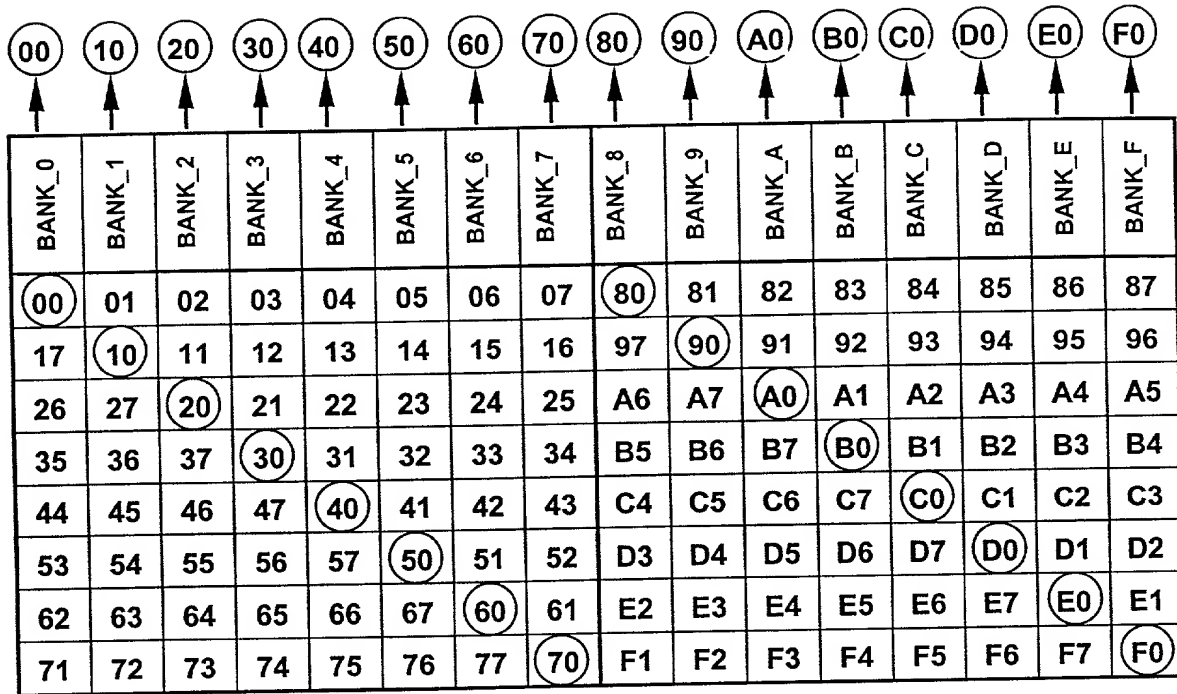 00 10 20 30 40 50 60 70 80 90 A0 B0 C0 D0 E0 F0
BANK_0 BANK_1 BANK_2 BANK_3 BANK_4 BANK_5 BANK_6 BANK_7 BANK_8 BANK_9 BANK_A BANK_B BANK_C BANK_D BANK_E BANK_F
00 01 02 03 04 05 06 07 80 81 82 83 84 85 86 87
17 10 11 12 13 14 15 16 97 90 91 92 93 94 95 96
26 27 20 21 22 23 24 25 A6 A7 A0 A1 A2 A3 A4 A5
35 36 37 30 31 32 33 34 B5 B6 B7 B0 B1 B2 B3 B4
44 45 46 47 40 41 42 43 C4 C5 C6 C7 C0 C1 C2 C3
53 54 55 56 57 50 51 52 D3 D4 D5 D6 D7 D0 D1 D2
62 63 64 65 66 67 60 61 E2 E3 E4 E5 E6 E7 E0 E1
71 72 73 74 75 76 77 70 F1 F2 F3 F4 F5 F6 F7 F0